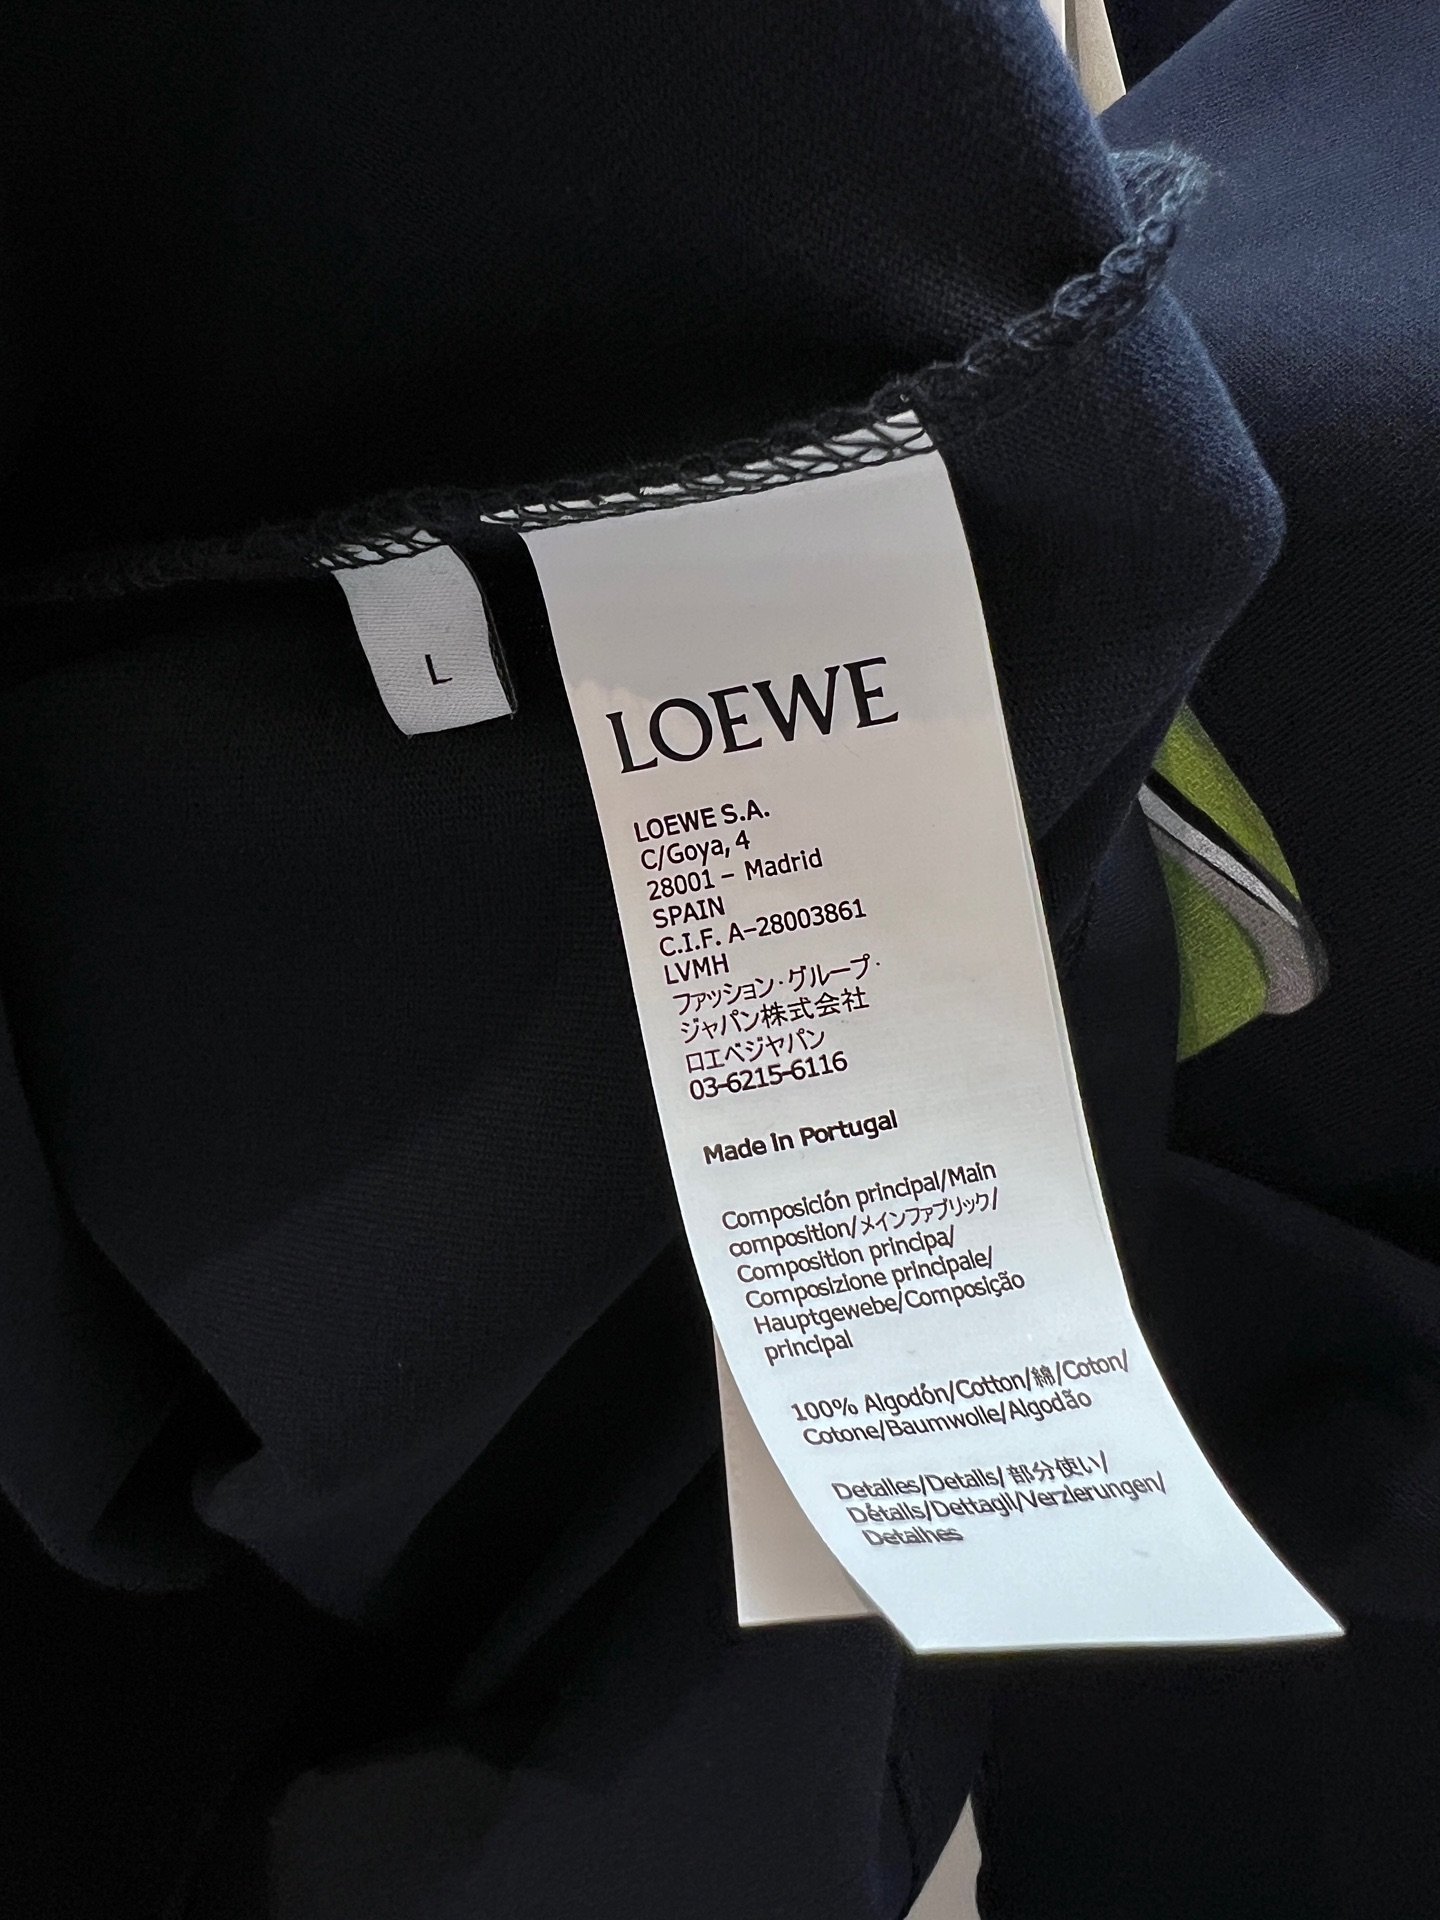 L
LOEWE
LOEWE S.A.
C/Goya, 4
28001 - Madrid
SPAIN
C.I.F. A-28003861
LVMH
ファッション・グループ・
ジャパン株式会社
ロエベジャパン
03-6215-6116
Made in Portugal
Composición principal/Main
composition/メインファブリック/
Composition principal/
Composizione principale/
Hauptgewebe/Composição
principal
100% Algodón/Cotton/綿/Coton/
Cotone/Baumwolle/Algodão
Detalles/Details/部分使い/
Détails/Dettagli/Verzierungen/
Detalhes